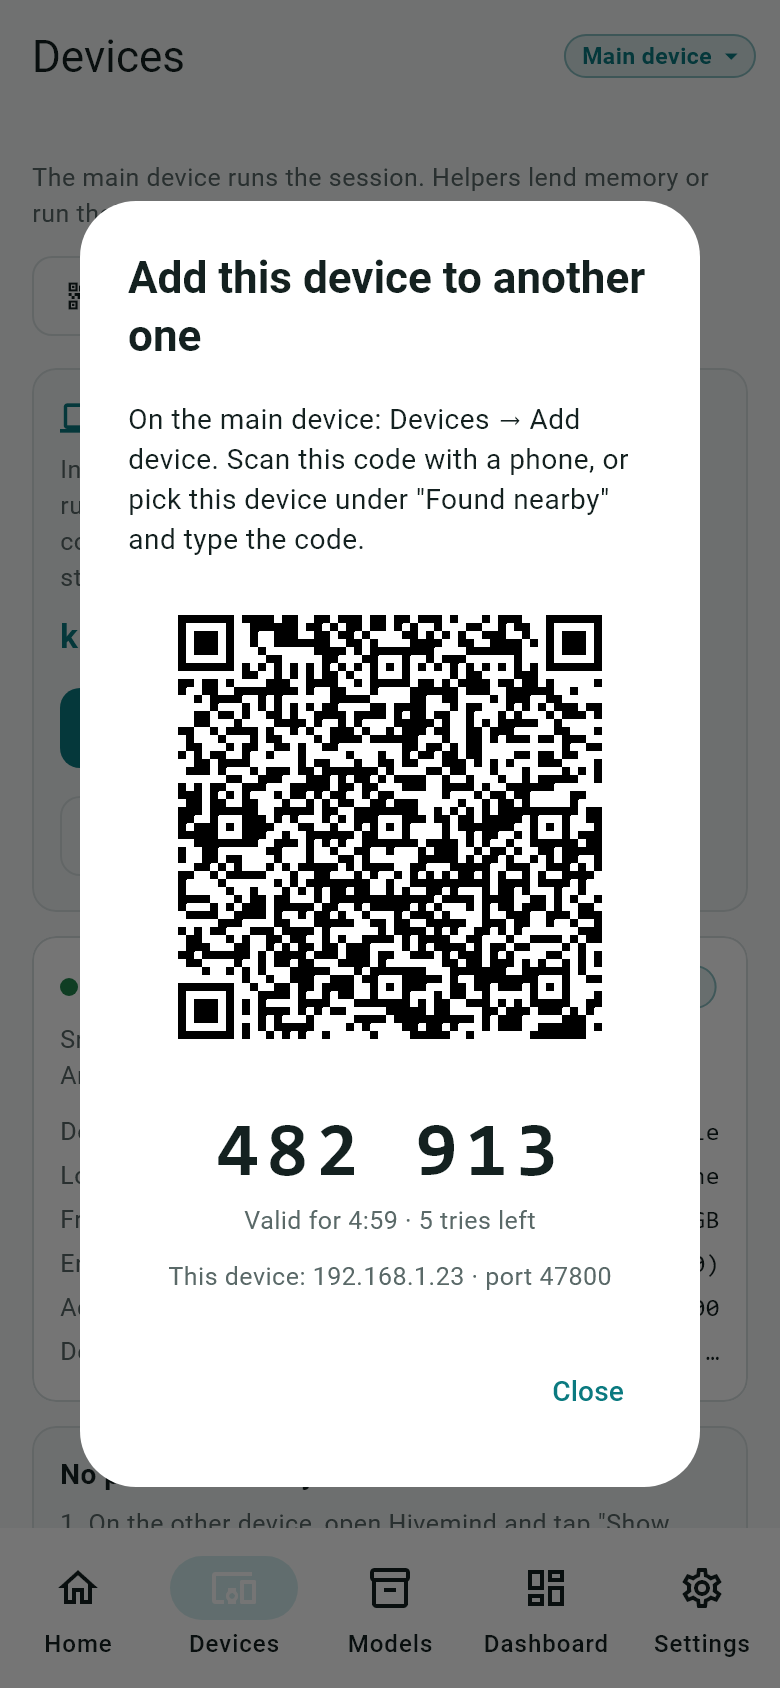 Devices
Main device
The main device runs the session. Helpers lend memory or
run
Add this device to another
one
On the main device: Devices → Add
device. Scan this code with a phone, or
pick this device under "Found nearby"
and type the code.
482 913
Valid for 4:59 · 5 tries left
This device: 192.168.1.23 · port 47800
Close
No
1. On the other device, open Hivemind and tap "Show
Home
Devices
Models
Dashboard
Settings